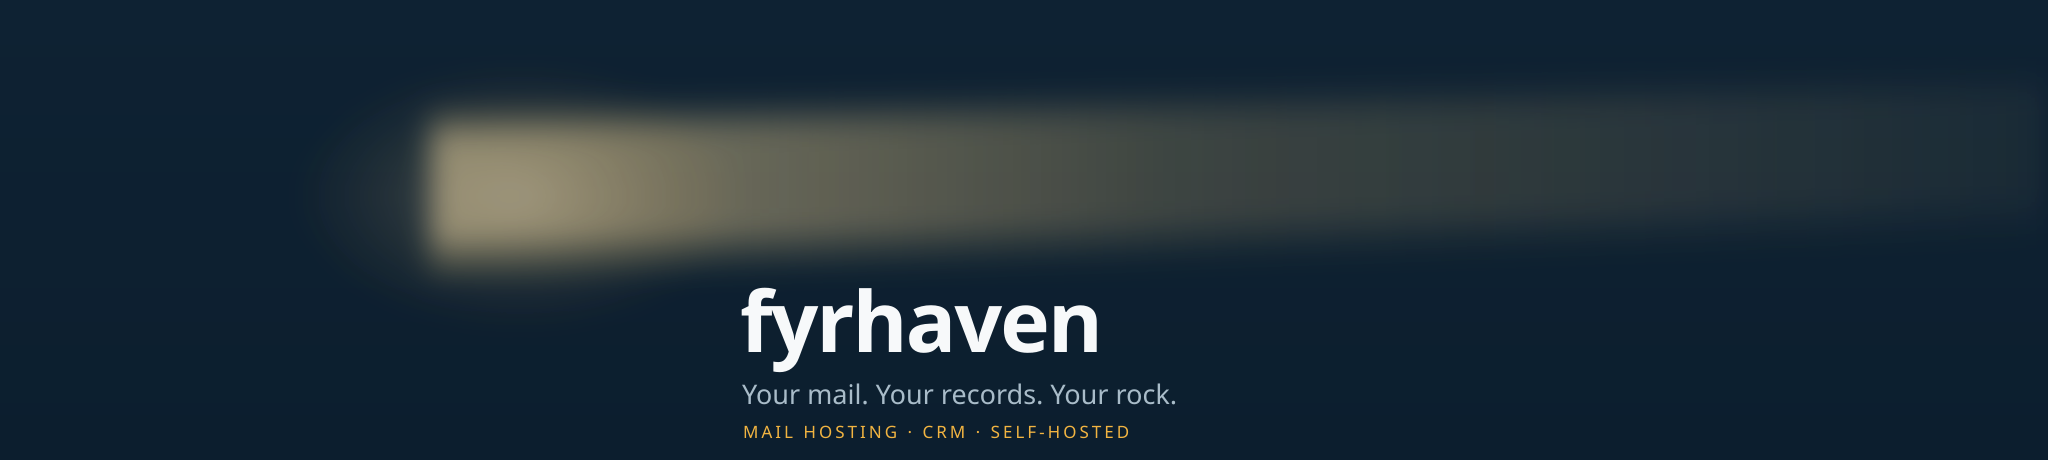 fyrhaven
Your mail. Your records. Your rock.
MAIL HOSTING · CRM · SELF-HOSTED